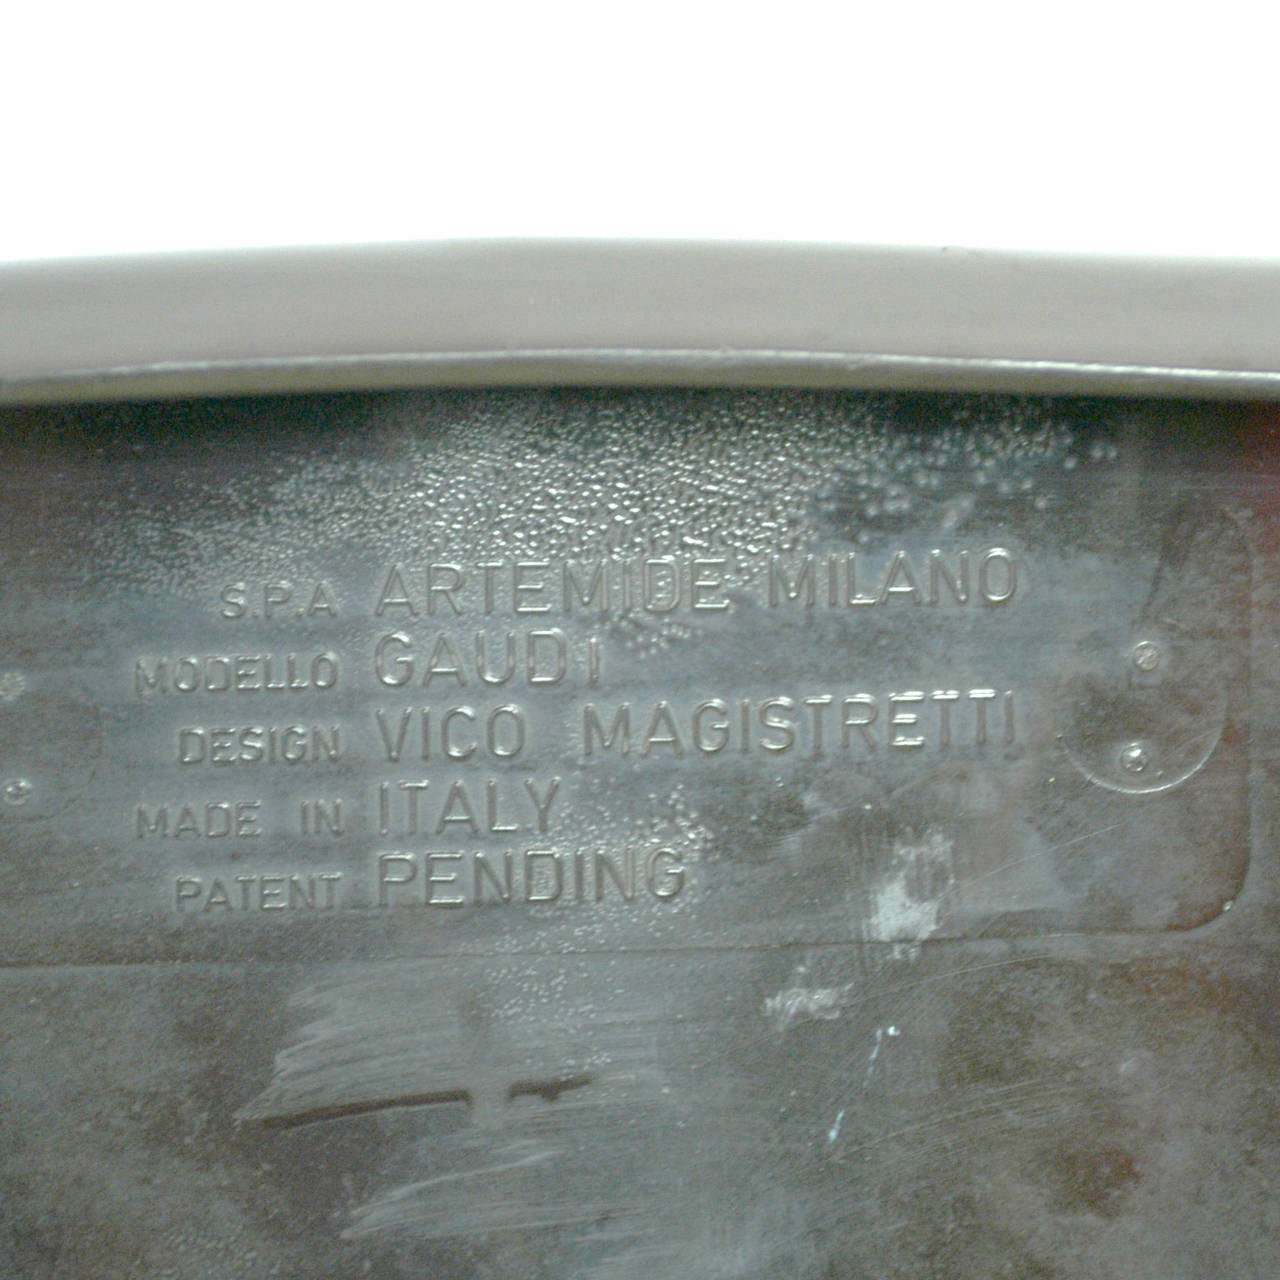 S.P.A ARTEMIDE MILANO
MODELLO GAUDI
DESIGN VICO MAGISTRETTI
MADE IN ITALY
PATENT PENDING